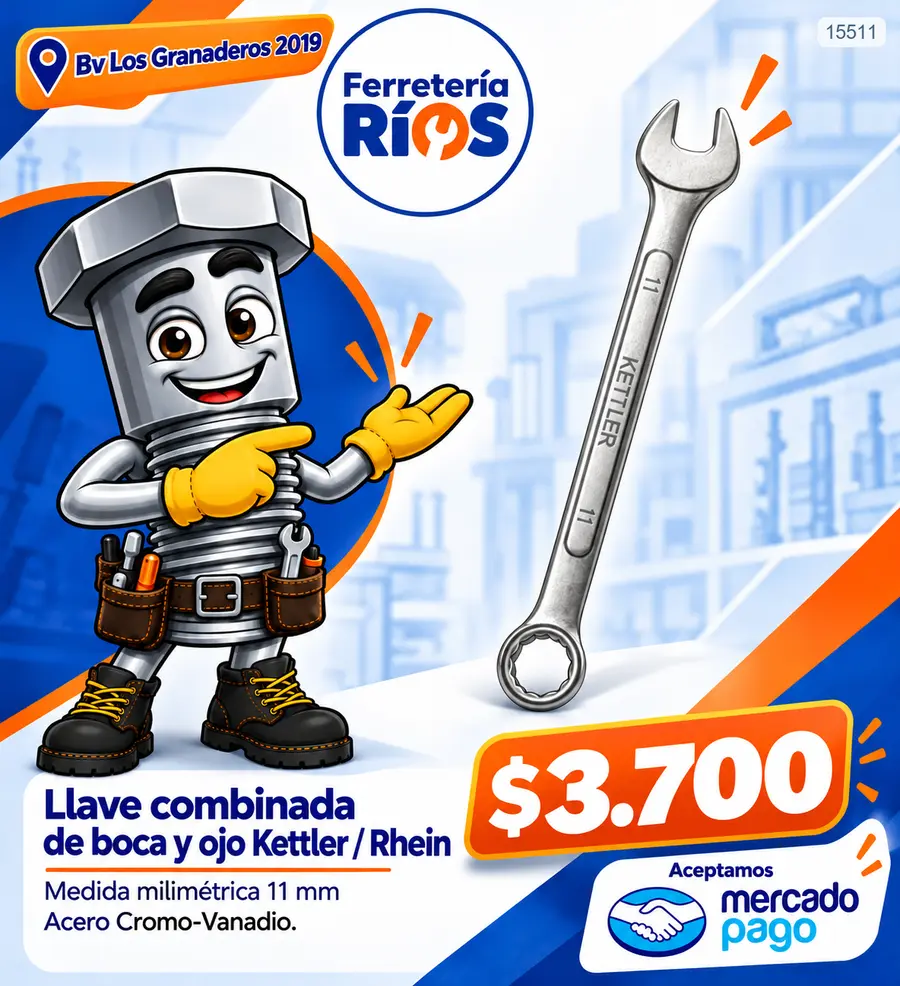 Bv Los Granaderos 2019
Ferretería
RÍOS
15511
11
KETTLER
11
$3.700
Llave combinada
de boca y ojo Kettler / Rhein
Medida milimétrica 11 mm
Acero Cromo-Vanadio.
Aceptamos
mercado
pago